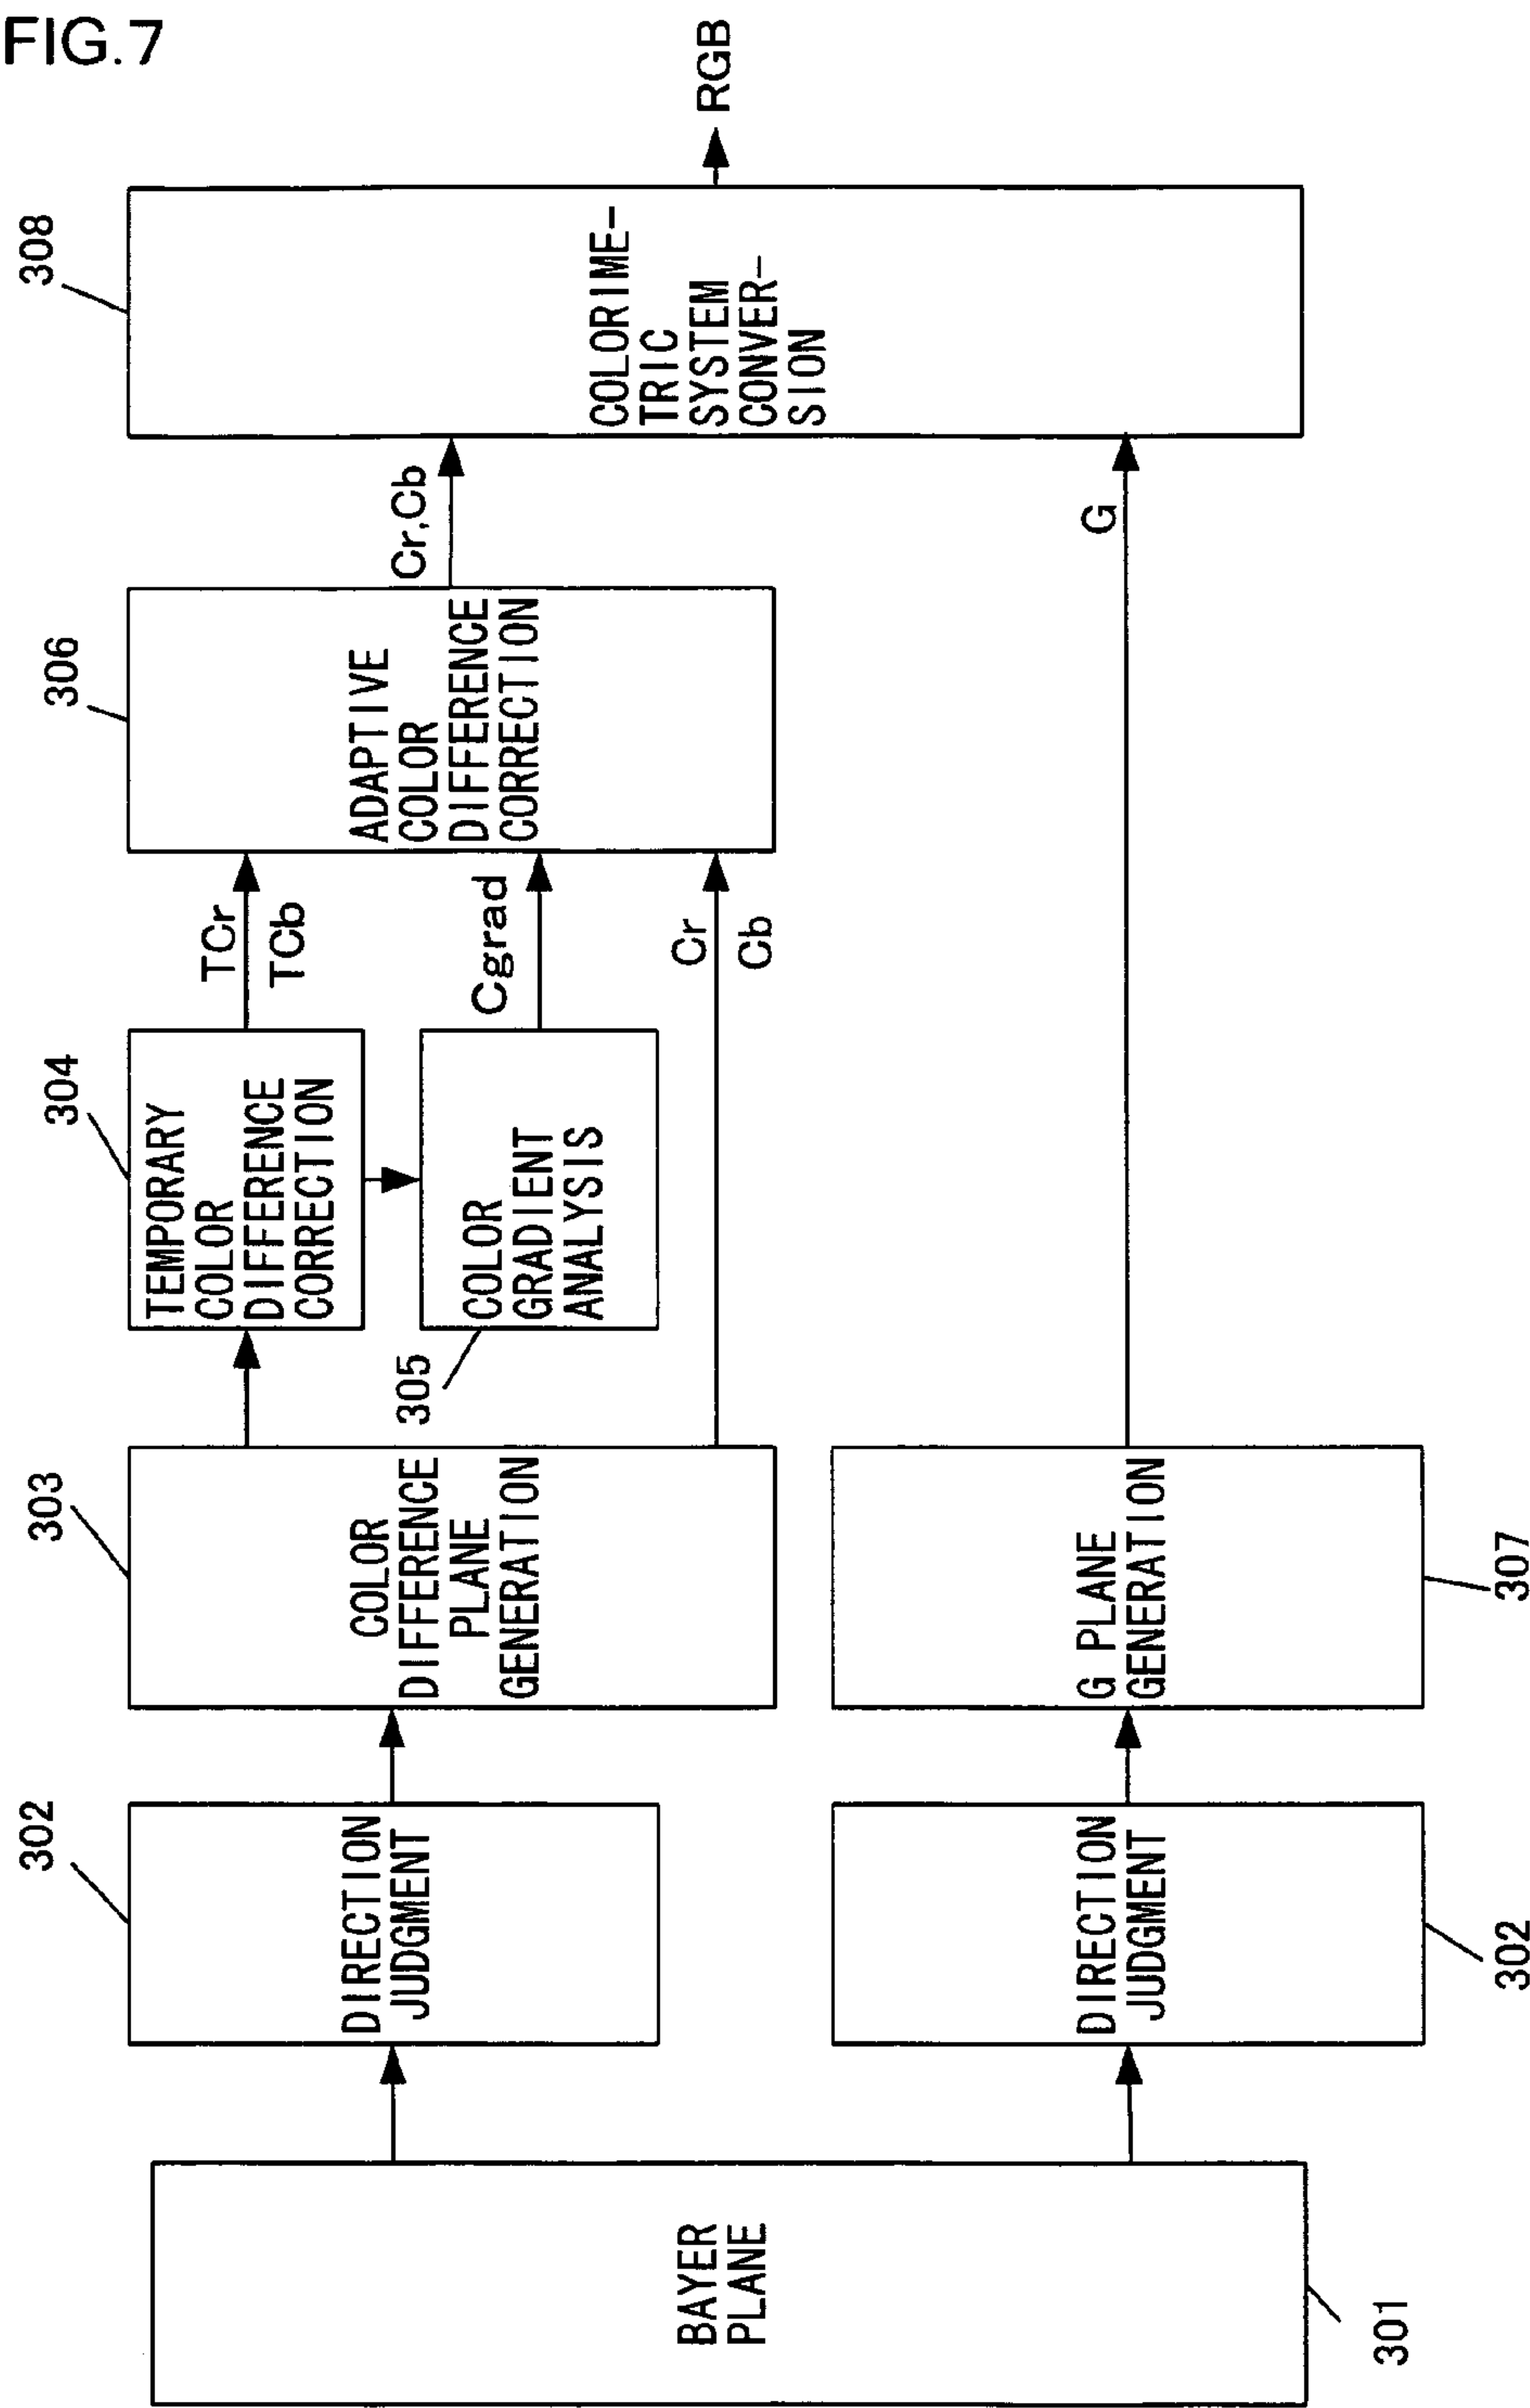 FIG.7
BAYER
PLANE
301
DIRECTION
JUDGMENT
302
DIRECTION
JUDGMENT
302
COLOR
DIFFERENCE
PLANE
GENERATION
303
G PLANE
GENERATION
307
TEMPORARY
COLOR
DIFFERENCE
CORRECTION
304
COLOR
GRADIENT
ANALYSIS
305
TCr
TCb
Cgrad
Cr
Cb
ADAPTIVE
COLOR
DIFFERENCE
CORRECTION
306
Cr,Cb
G
COLORIME-
TRIC
SYSTEM
CONVER-
SION
308
RGB